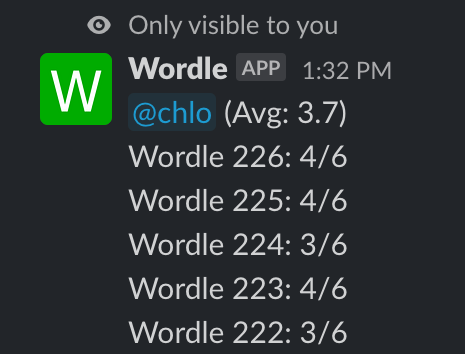 Only visible to you
W
Wordle APP 1:32 PM
@chlo (Avg: 3.7)
Wordle 226: 4/6
Wordle 225: 4/6
Wordle 224: 3/6
Wordle 223: 4/6
Wordle 222: 3/6